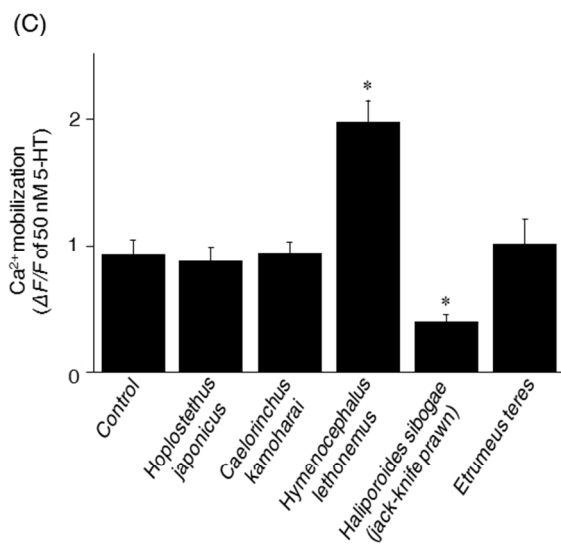 (C)
Ca²⁺ mobilization
(ΔF/F of 50 nM 5-HT)
2
1
0
*
*
Control
Hoplostethus
japonicus
Caelorinchus
kamoharai
Hymenocephalus
lethonemus
Haliporoides sibogae
(jack-knife prawn)
Etrumeus teres